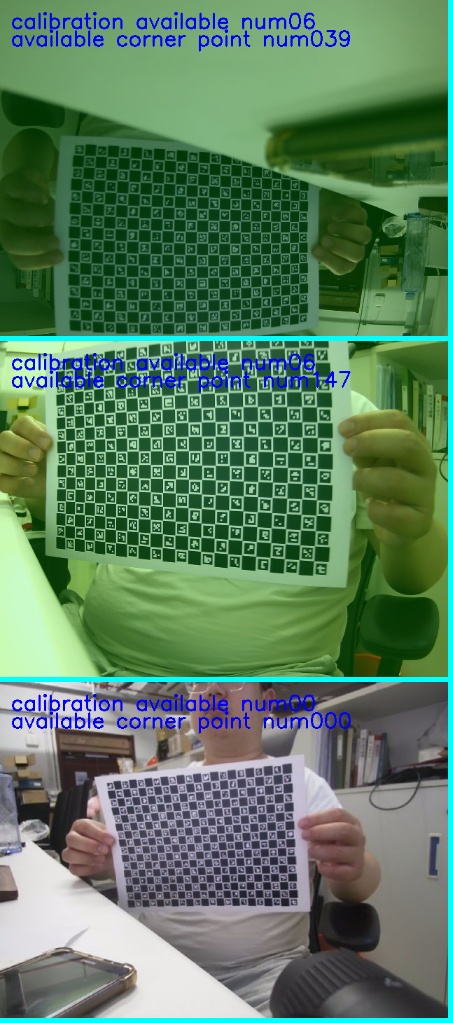 calibration available num06
available corner point num039
calibration available num06
available corner point num147
calibration available num00
available corner point num000